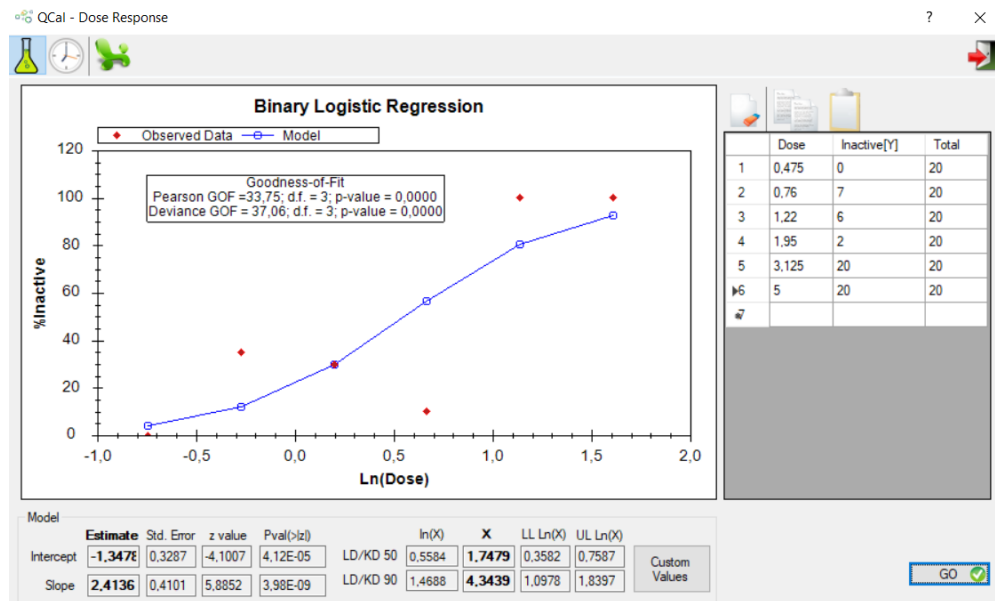 QCal - Dose Response
?
Binary Logistic Regression
Observed Data
Model
Goodness-of-Fit
Pearson GOF =33,75; d.f. = 3; p-value = 0,0000
Deviance GOF = 37,06; d.f. = 3; p-value = 0,0000
120
100
80
60
40
20
0
%Inactive
-1,0 -0,5 0,0 0,5 1,0 1,5 2,0
Ln(Dose)
Dose Inactive[Y] Total
1 0,475 0 20
2 0,76 7 20
3 1,22 6 20
4 1,95 2 20
5 3,125 20 20
6 5 20 20
7
Model
Estimate Std. Error z value Pval(>|z|)
Intercept -1,3478 0,3287 -4,1007 4,12E-05
Slope 2,4136 0,4101 5,8852 3,98E-09
ln(X) X LL Ln(X) UL Ln(X)
LD/KD 50 0,5584 1,7479 0,3582 0,7587
LD/KD 90 1,4688 4,3439 1,0978 1,8397
Custom
Values
GO